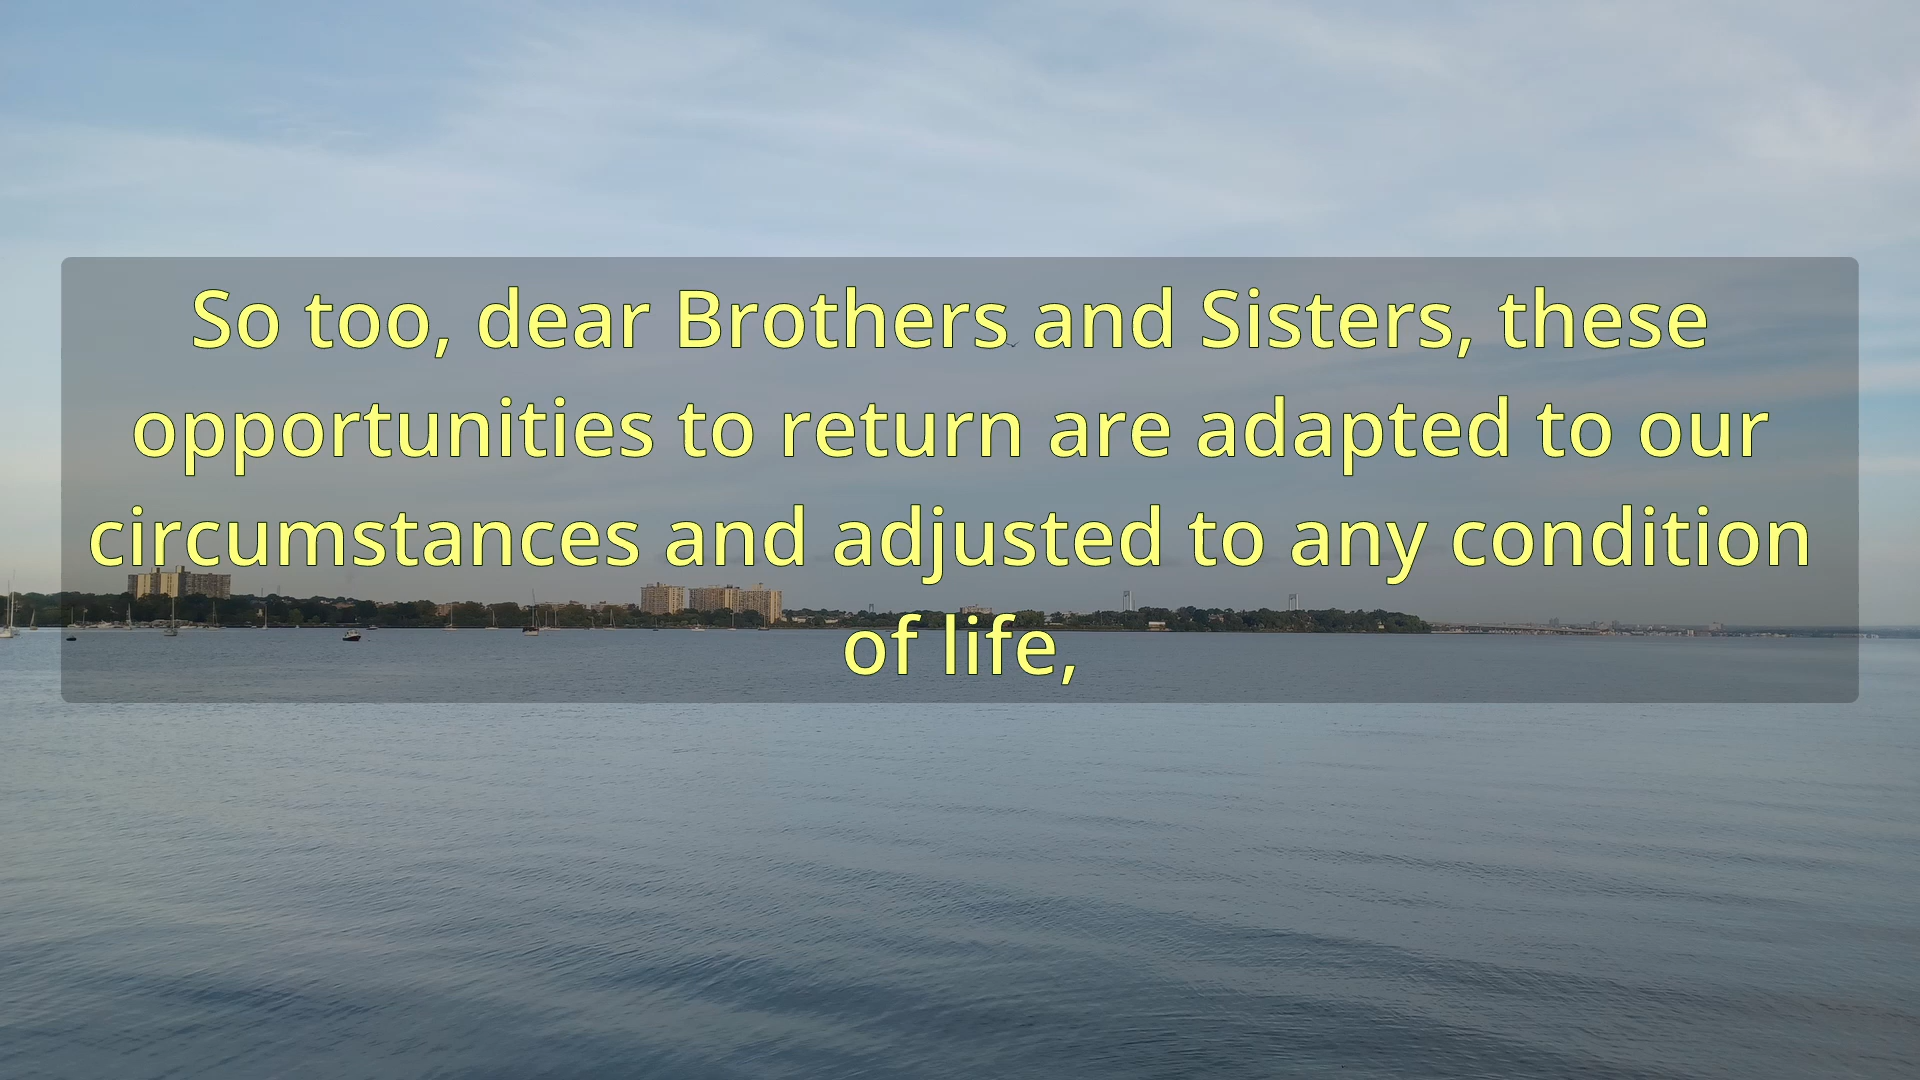 So too, dear Brothers and Sisters, these
opportunities to return are adapted to our
circumstances and adjusted to any condition
of life,